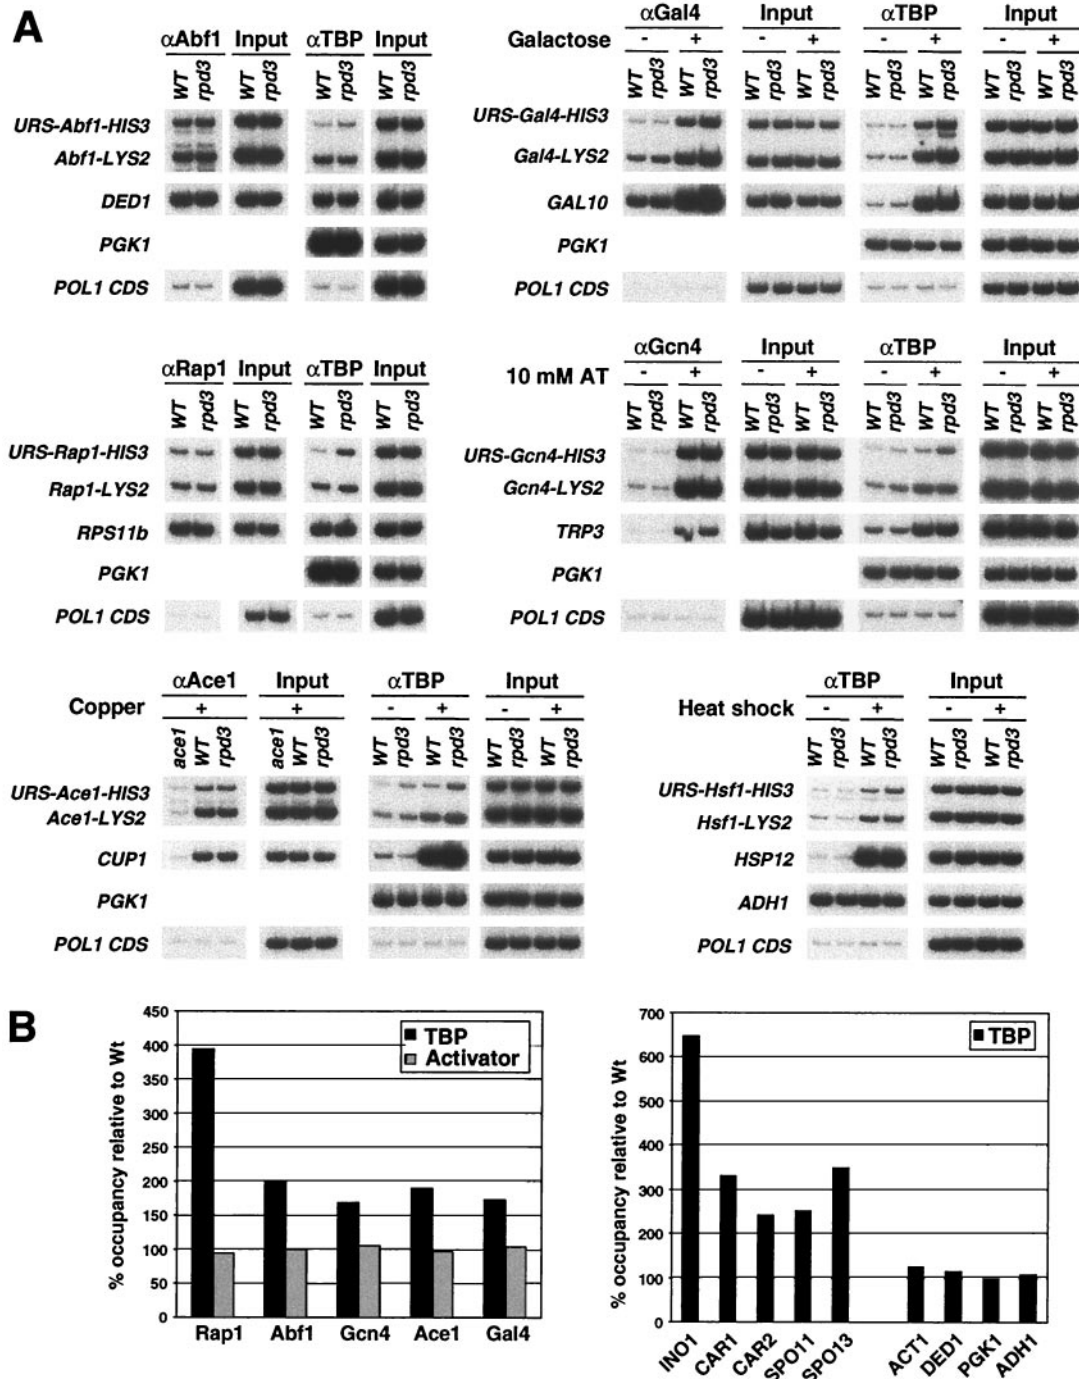 A
αAbf1 Input αTBP Input
WT rpd3 WT rpd3 WT rpd3 WT rpd3
URS-Abf1-HIS3
Abf1-LYS2
DED1
PGK1
POL1 CDS
αGal4 Input αTBP Input
Galactose - + - + - + - +
WT rpd3 WT rpd3 WT rpd3 WT rpd3 WT rpd3 WT rpd3 WT rpd3 WT rpd3
URS-Gal4-HIS3
Gal4-LYS2
GAL10
PGK1
POL1 CDS
αRap1 Input αTBP Input
WT rpd3 WT rpd3 WT rpd3 WT rpd3
URS-Rap1-HIS3
Rap1-LYS2
RPS11b
PGK1
POL1 CDS
αGcn4 Input αTBP Input
10 mM AT - + - + - + - +
WT rpd3 WT rpd3 WT rpd3 WT rpd3 WT rpd3 WT rpd3 WT rpd3 WT rpd3
URS-Gcn4-HIS3
Gcn4-LYS2
TRP3
PGK1
POL1 CDS
αAce1 Input αTBP Input
Copper + + - + - +
ace1 WT rpd3 ace1 WT rpd3 WT rpd3 WT rpd3 WT rpd3 WT rpd3
URS-Ace1-HIS3
Ace1-LYS2
CUP1
PGK1
POL1 CDS
αTBP Input
Heat shock - + - +
WT rpd3 WT rpd3 WT rpd3 WT rpd3
URS-Hsf1-HIS3
Hsf1-LYS2
HSP12
ADH1
POL1 CDS
B
% occupancy relative to Wt
450
400
350
300
250
200
150
100
50
0
TBP
Activator
Rap1 Abf1 Gcn4 Ace1 Gal4
% occupancy relative to Wt
700
600
500
400
300
200
100
0
TBP
INO1 CAR1 CAR2 SPO11 SPO13 ACT1 DED1 PGK1 ADH1